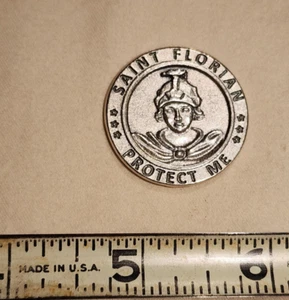 SAINT FLORIAN
PROTECT ME
MADE IN U.S.A. 5 6